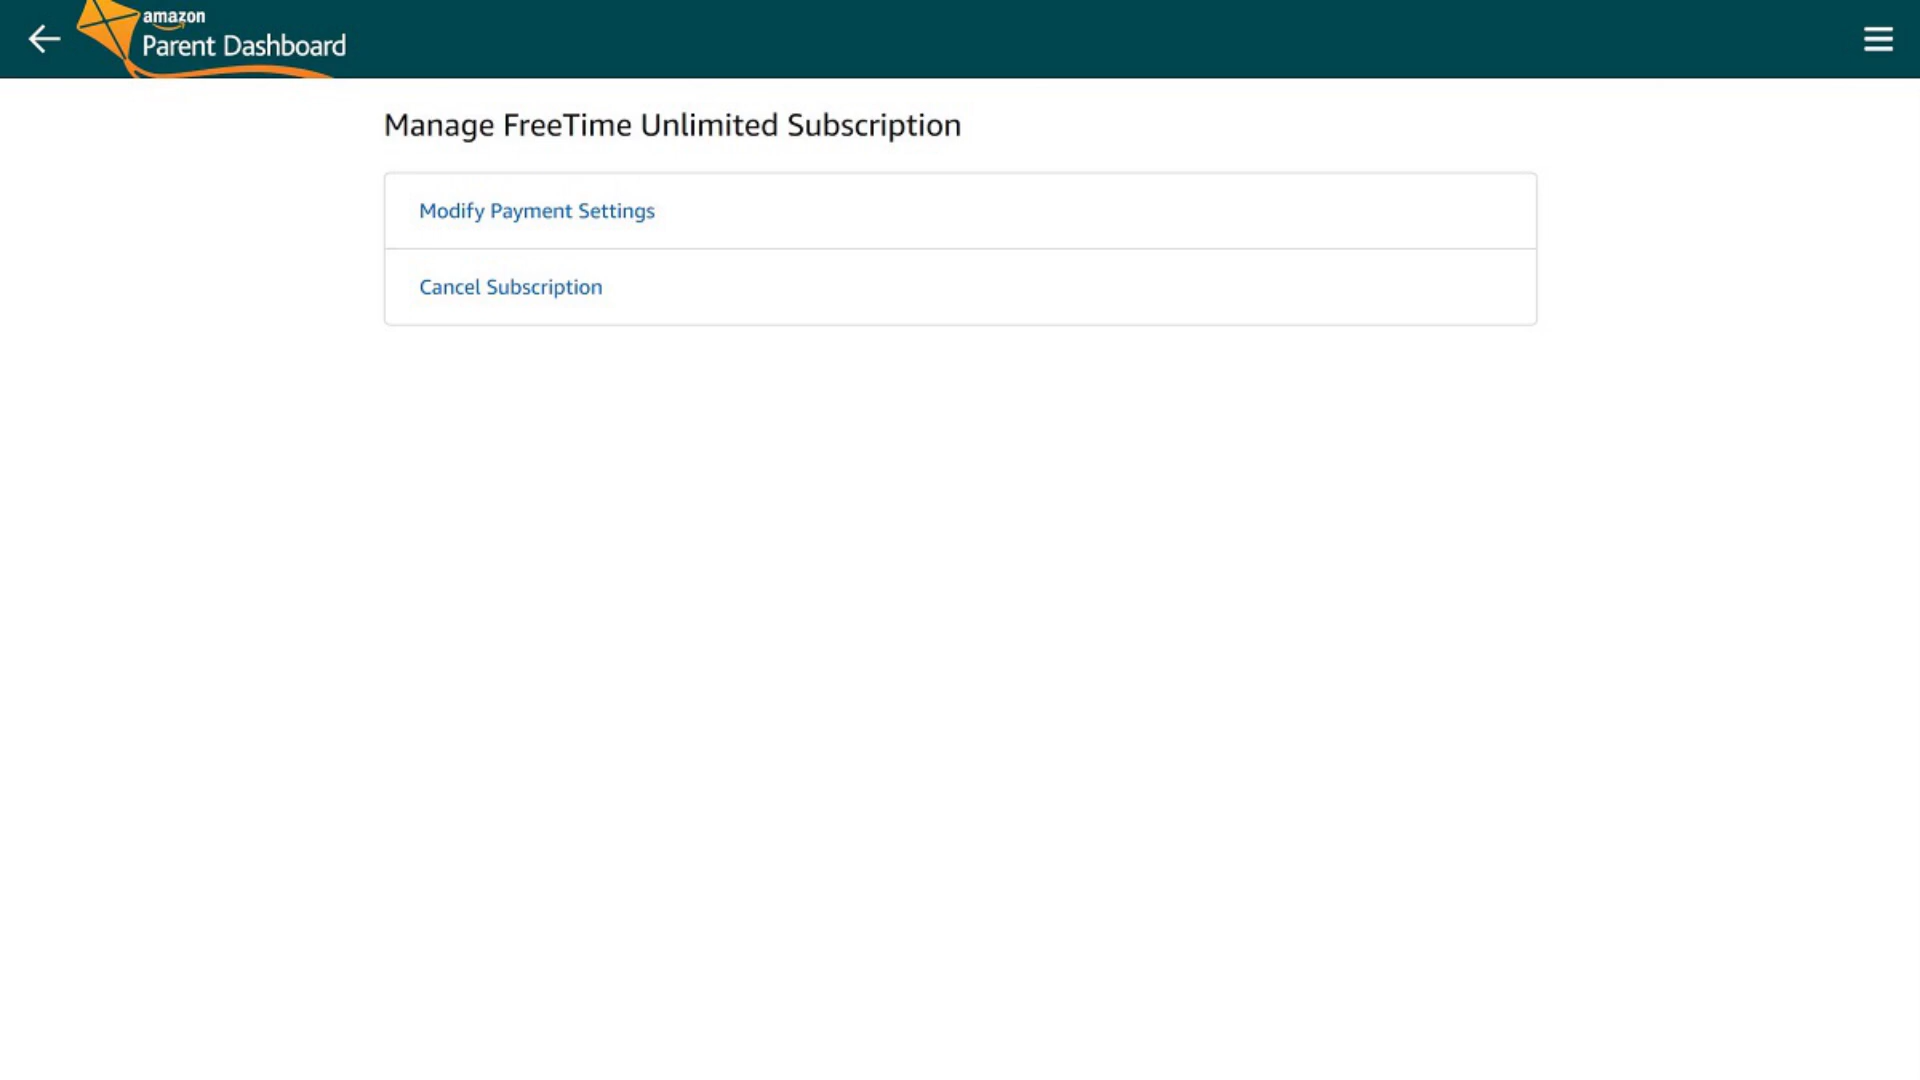 amazon
Parent Dashboard
Manage FreeTime Unlimited Subscription
Modify Payment Settings
Cancel Subscription